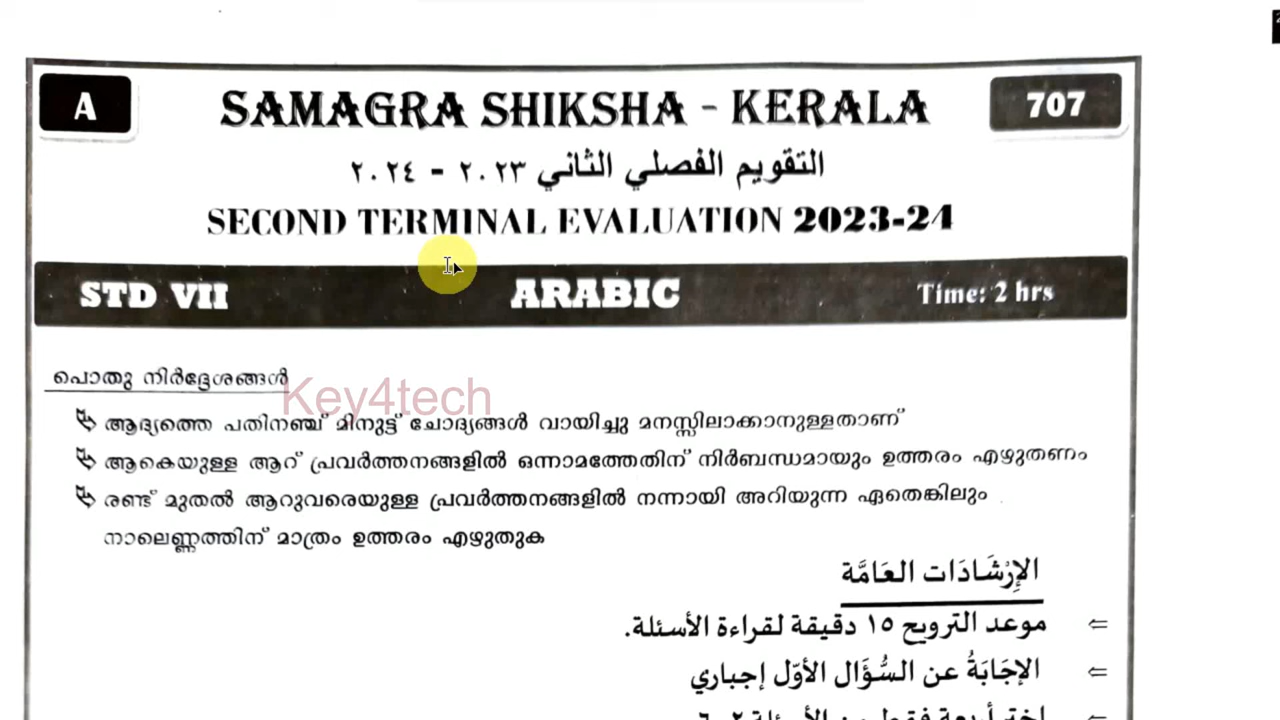 A
SAMAGRA SHIKSHA - KERALA
707
التقويم الفصلي الثاني ٢٠٢٣ - ٢٠٢٤
SECOND TERMINAL EVALUATION 2023-24
STD VII
ARABIC
Time: 2 hrs
പൊതു നിർദ്ദേശങ്ങൾ
Key4tech
ആദ്യത്തെ പതിനഞ്ച് മിനുട്ട് ചോദ്യങ്ങൾ വായിച്ചു മനസ്സിലാക്കാനുള്ളതാണ്
ആകെയുള്ള ആറ് പ്രവർത്തനങ്ങളിൽ ഒന്നാമത്തേതിന് നിർബന്ധമായും ഉത്തരം എഴുതണം
രണ്ട് മുതൽ ആറുവരെയുള്ള പ്രവർത്തനങ്ങളിൽ നന്നായി അറിയുന്ന ഏതെങ്കിലും
നാലെണ്ണത്തിന് മാത്രം ഉത്തരം എഴുതുക
الإِرْشَادَات العَامَّة
⇐ موعد الترويح ١٥ دقيقة لقراءة الأسئلة.
⇐ الإجَابَةُ عن السُّؤَال الأوّل إجباري